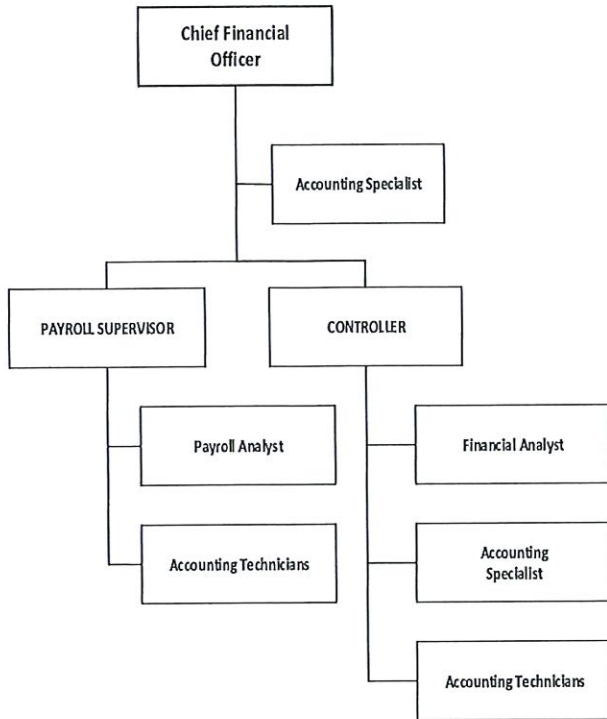 Chief Financial
Officer
Accounting Specialist
PAYROLL SUPERVISOR
CONTROLLER
Payroll Analyst
Financial Analyst
Accounting Technicians
Accounting
Specialist
Accounting Technicians